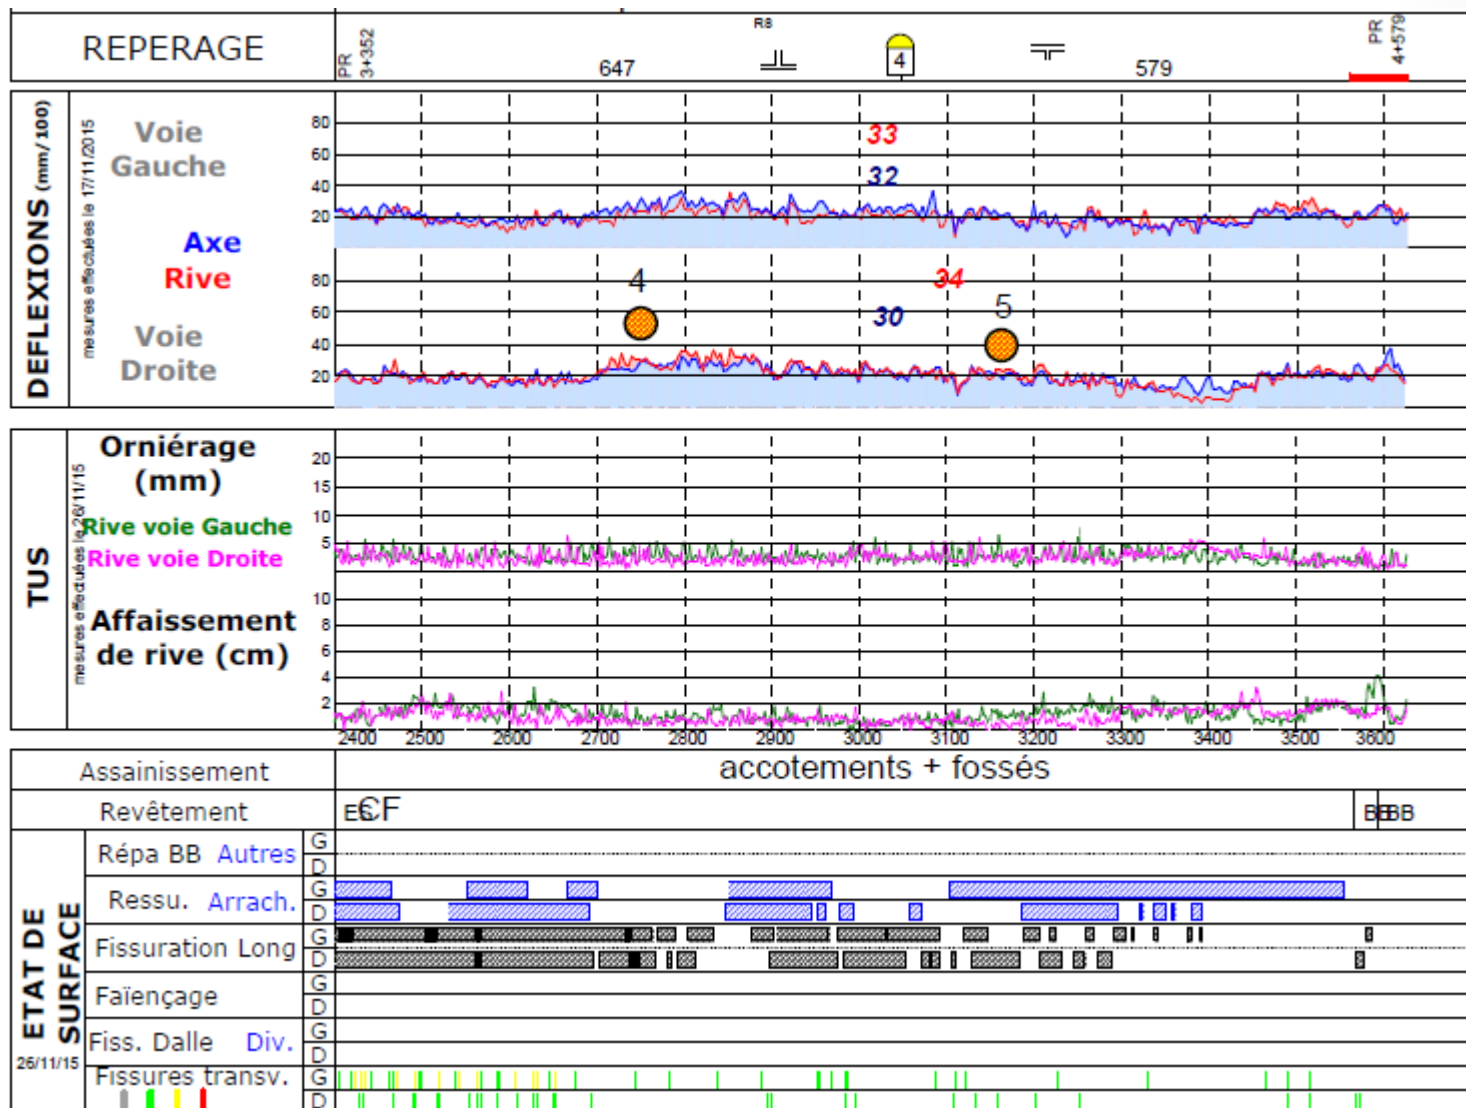 REPERAGE
PR
3+352
647
R8
4
579
PR
4+579
DEFLEXIONS (mm/100)
mesures effectuées le 17/11/2015
Voie
Gauche
Axe
Rive
Voie
Droite
80
60
40
20
33
32
80
60
40
20
4
34
30
5
TUS
mesures effectuées le 26/11/15
Orniérage
(mm)
Rive voie Gauche
Rive voie Droite
20
15
10
5
Affaissement
de rive (cm)
10
8
6
4
2
2400 2500 2600 2700 2800 2900 3000 3100 3200 3300 3400 3500 3600
Assainissement
accotements + fossés
Revêtement
ES CF
BB BB
ETAT DE
SURFACE
26/11/15
Répa BB Autres
G
D
Ressu. Arrach.
G
D
Fissuration Long
G
D
Faïençage
G
D
Fiss. Dalle Div.
G
D
Fissures transv.
G
D